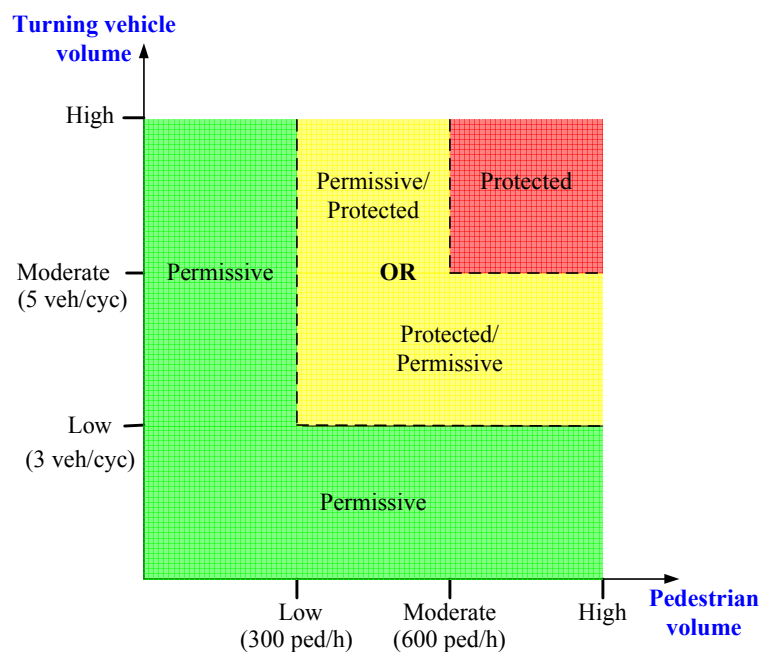 Turning vehicle
volume
High
Permissive/
Protected
Protected
Moderate
(5 veh/cyc)
Permissive
OR
Protected/
Permissive
Low
(3 veh/cyc)
Permissive
Low
(300 ped/h)
Moderate
(600 ped/h)
High
Pedestrian
volume